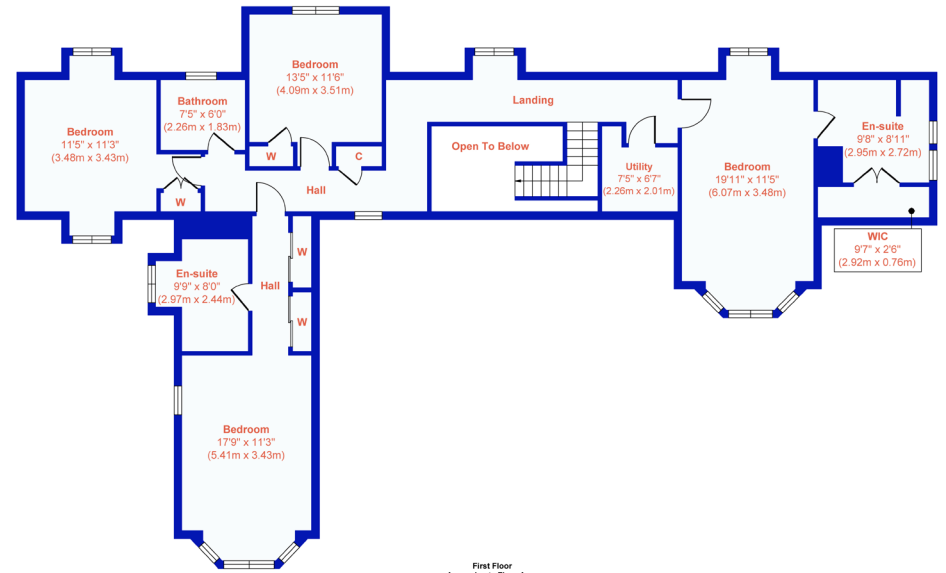 Bedroom
13'5" x 11'6"
(4.09m x 3.51m)
Bathroom
7'5" x 6'0"
(2.26m x 1.83m)
Landing
Bedroom
11'5" x 11'3"
(3.48m x 3.43m)
Open To Below
En-suite
9'8" x 8'11"
(2.95m x 2.72m)
W
C
Utility
7'5" x 6'7"
(2.26m x 2.01m)
Bedroom
19'11" x 11'5"
(6.07m x 3.48m)
Hall
W
WIC
9'7" x 2'6"
(2.92m x 0.76m)
W
En-suite
9'9" x 8'0"
(2.97m x 2.44m)
Hall
W
Bedroom
17'9" x 11'3"
(5.41m x 3.43m)
First Floor